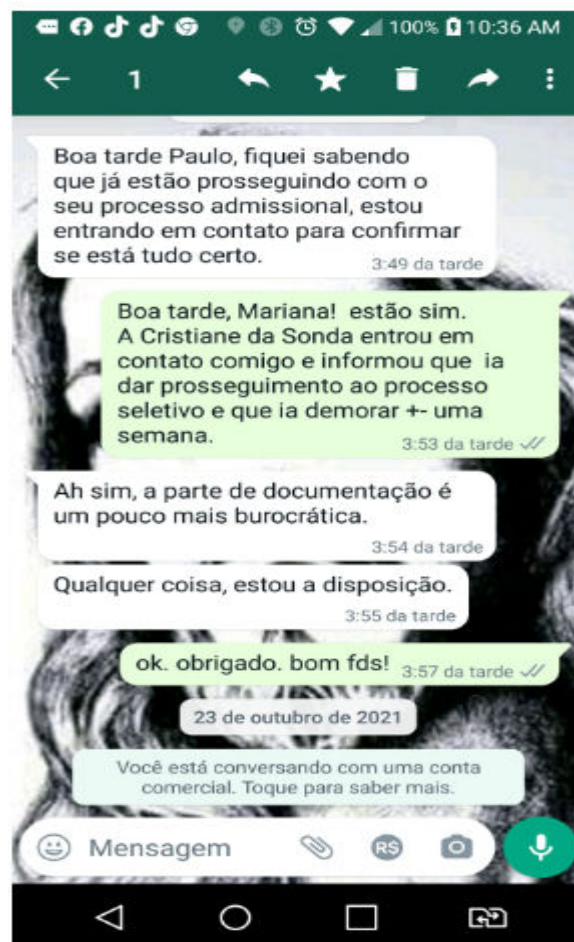 100% 10:36 AM
1
Boa tarde Paulo, fiquei sabendo
que já estão prosseguindo com o
seu processo admissional, estou
entrando em contato para confirmar
se está tudo certo.
3:49 da tarde
Boa tarde, Mariana! estão sim.
A Cristiane da Sonda entrou em
contato comigo e informou que ia
dar prosseguimento ao processo
seletivo e que ia demorar +- uma
semana.
3:53 da tarde
Ah sim, a parte de documentação é
um pouco mais burocrática.
3:54 da tarde
Qualquer coisa, estou a disposição.
3:55 da tarde
ok. obrigado. bom fds!
3:57 da tarde
23 de outubro de 2021
Você está conversando com uma conta
comercial. Toque para saber mais.
Mensagem
R$